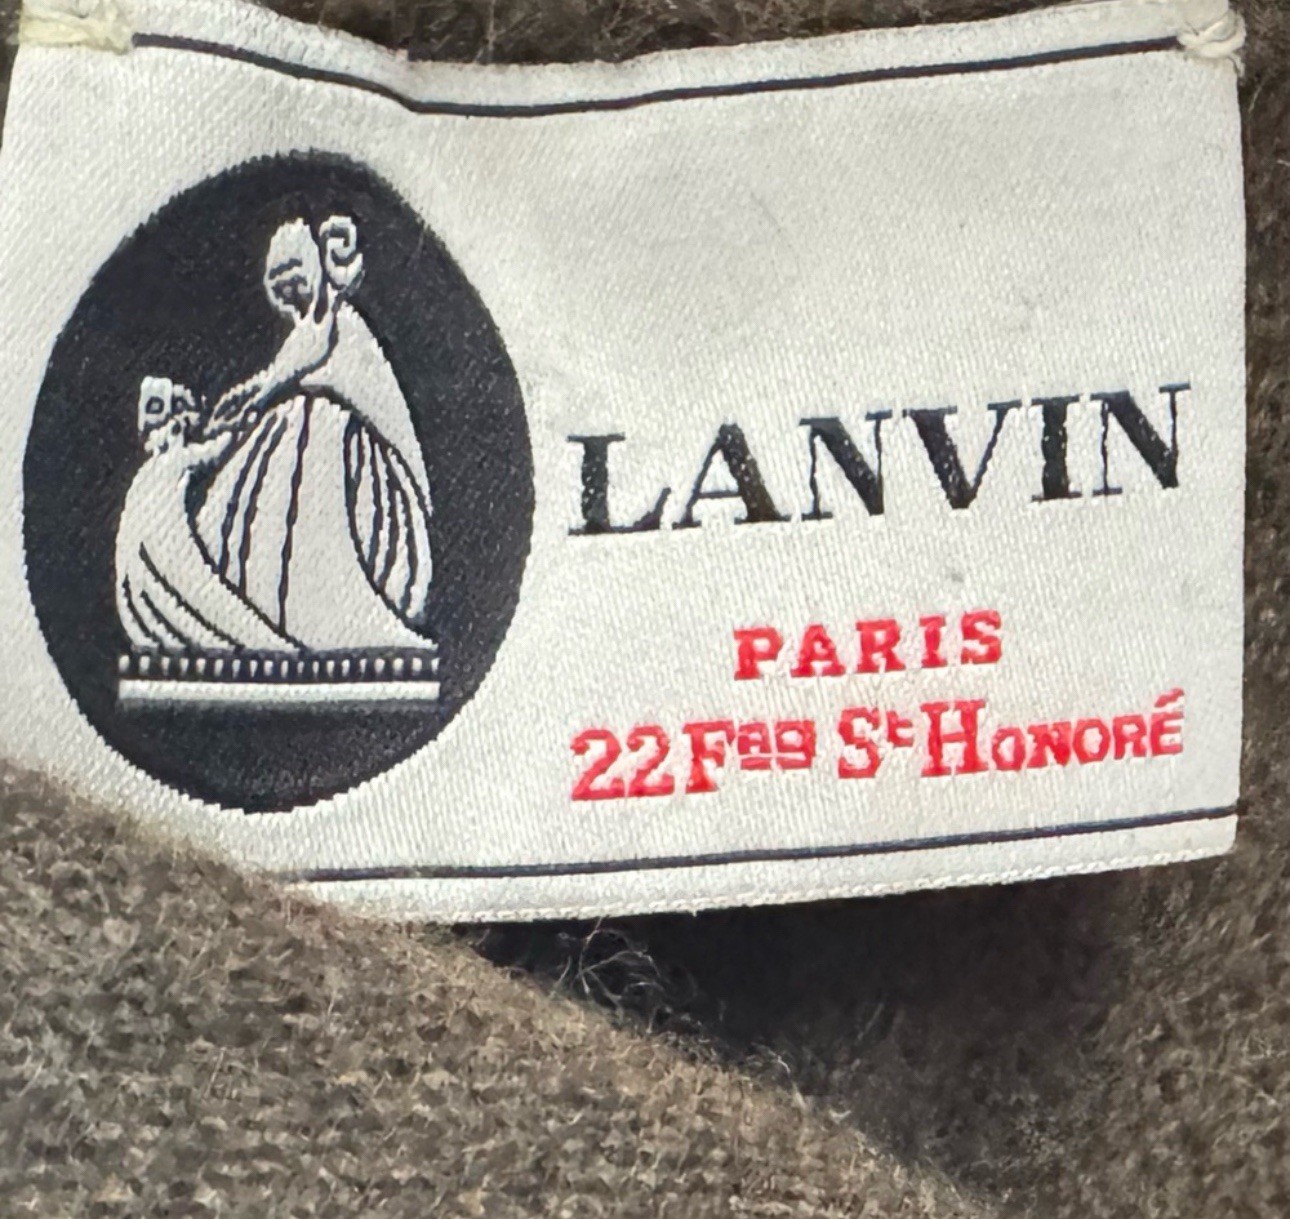 LANVIN
PARIS
22 Fbg St HONORÉ